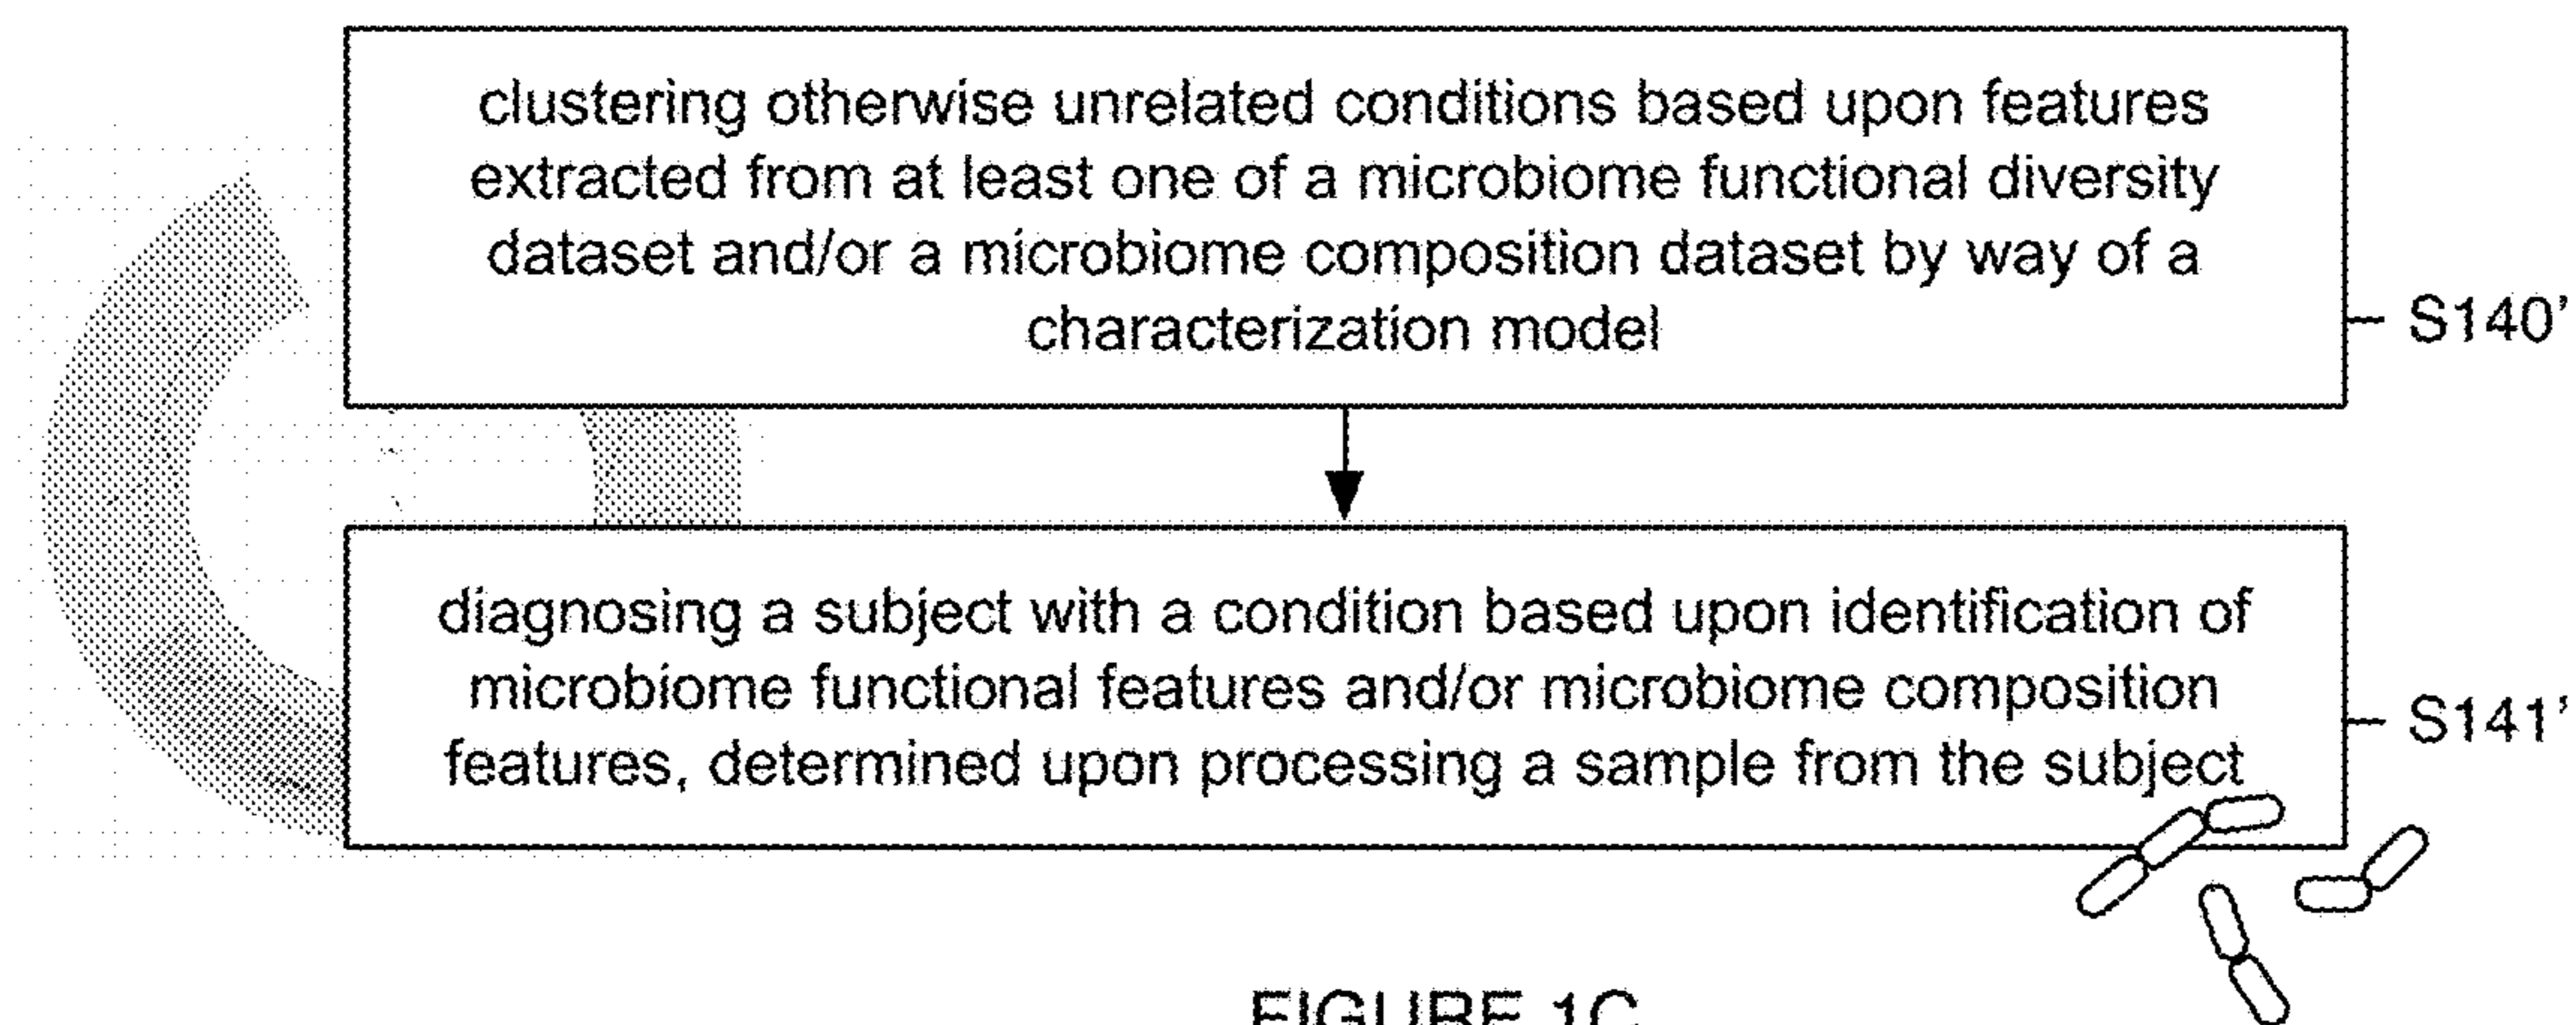 clustering otherwise unrelated conditions based upon features
extracted from at least one of a microbiome functional diversity
dataset and/or a microbiome composition dataset by way of a
characterization model
S140'
diagnosing a subject with a condition based upon identification of
microbiome functional features and/or microbiome composition
features, determined upon processing a sample from the subject
S141'
FIGURE 1C